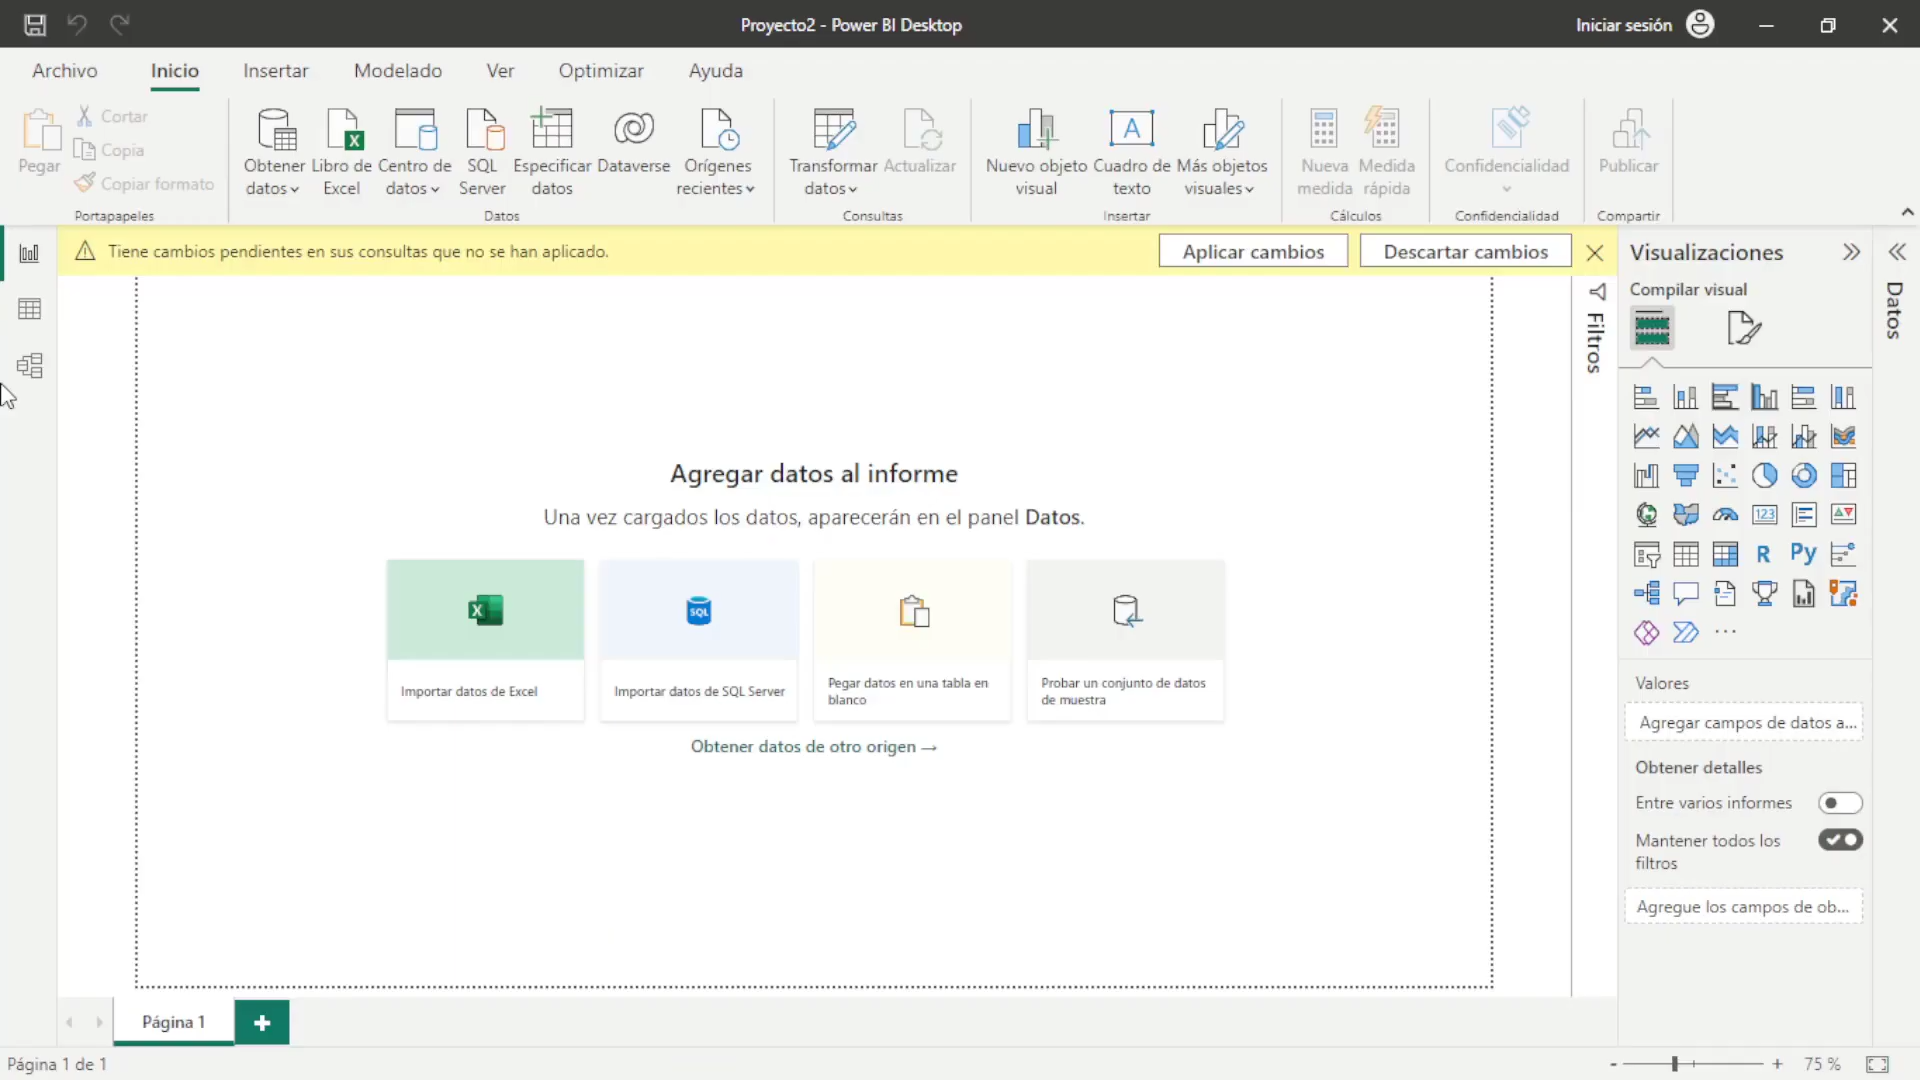 Proyecto2 - Power BI Desktop
Iniciar sesión
Archivo
Inicio
Insertar
Modelado
Ver
Optimizar
Ayuda
Pegar
Cortar
Copia
Copiar formato
Portapapeles
Obtener datos
Libro de Excel
Centro de datos
SQL Server
Especificar datos
Dataverse
Orígenes recientes
Datos
Transformar datos
Actualizar
Consultas
Nuevo objeto visual
Cuadro de texto
Más objetos visuales
Insertar
Nueva medida
Medida rápida
Cálculos
Confidencialidad
Confidencialidad
Publicar
Compartir
Tiene cambios pendientes en sus consultas que no se han aplicado.
Aplicar cambios
Descartar cambios
Agregar datos al informe
Una vez cargados los datos, aparecerán en el panel Datos.
X
SQL
Importar datos de Excel
Importar datos de SQL Server
Pegar datos en una tabla en
blanco
Probar un conjunto de datos
de muestra
Obtener datos de otro origen →
Filtros
Visualizaciones
Compilar visual
123
R
Py
Valores
Agregar campos de datos a...
Obtener detalles
Entre varios informes
Mantener todos los
filtros
Agregue los campos de ob...
Datos
Página 1
Página 1 de 1
75 %